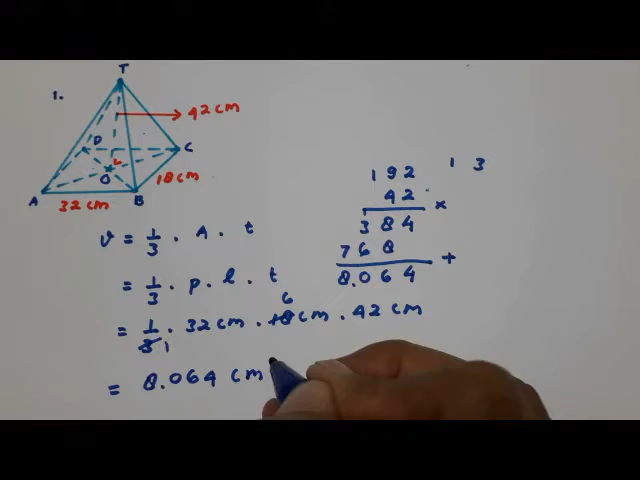 1.
T
42 cm
D
C
O
18 cm
A
B
32 cm
1 3
192
42 ×
384
768 +
8.064
V = 1/3 . A . t
= 1/3 . p . l . t
6
= 1/3 . 32 cm . 18 cm . 42 cm
1
= 8.064 cm